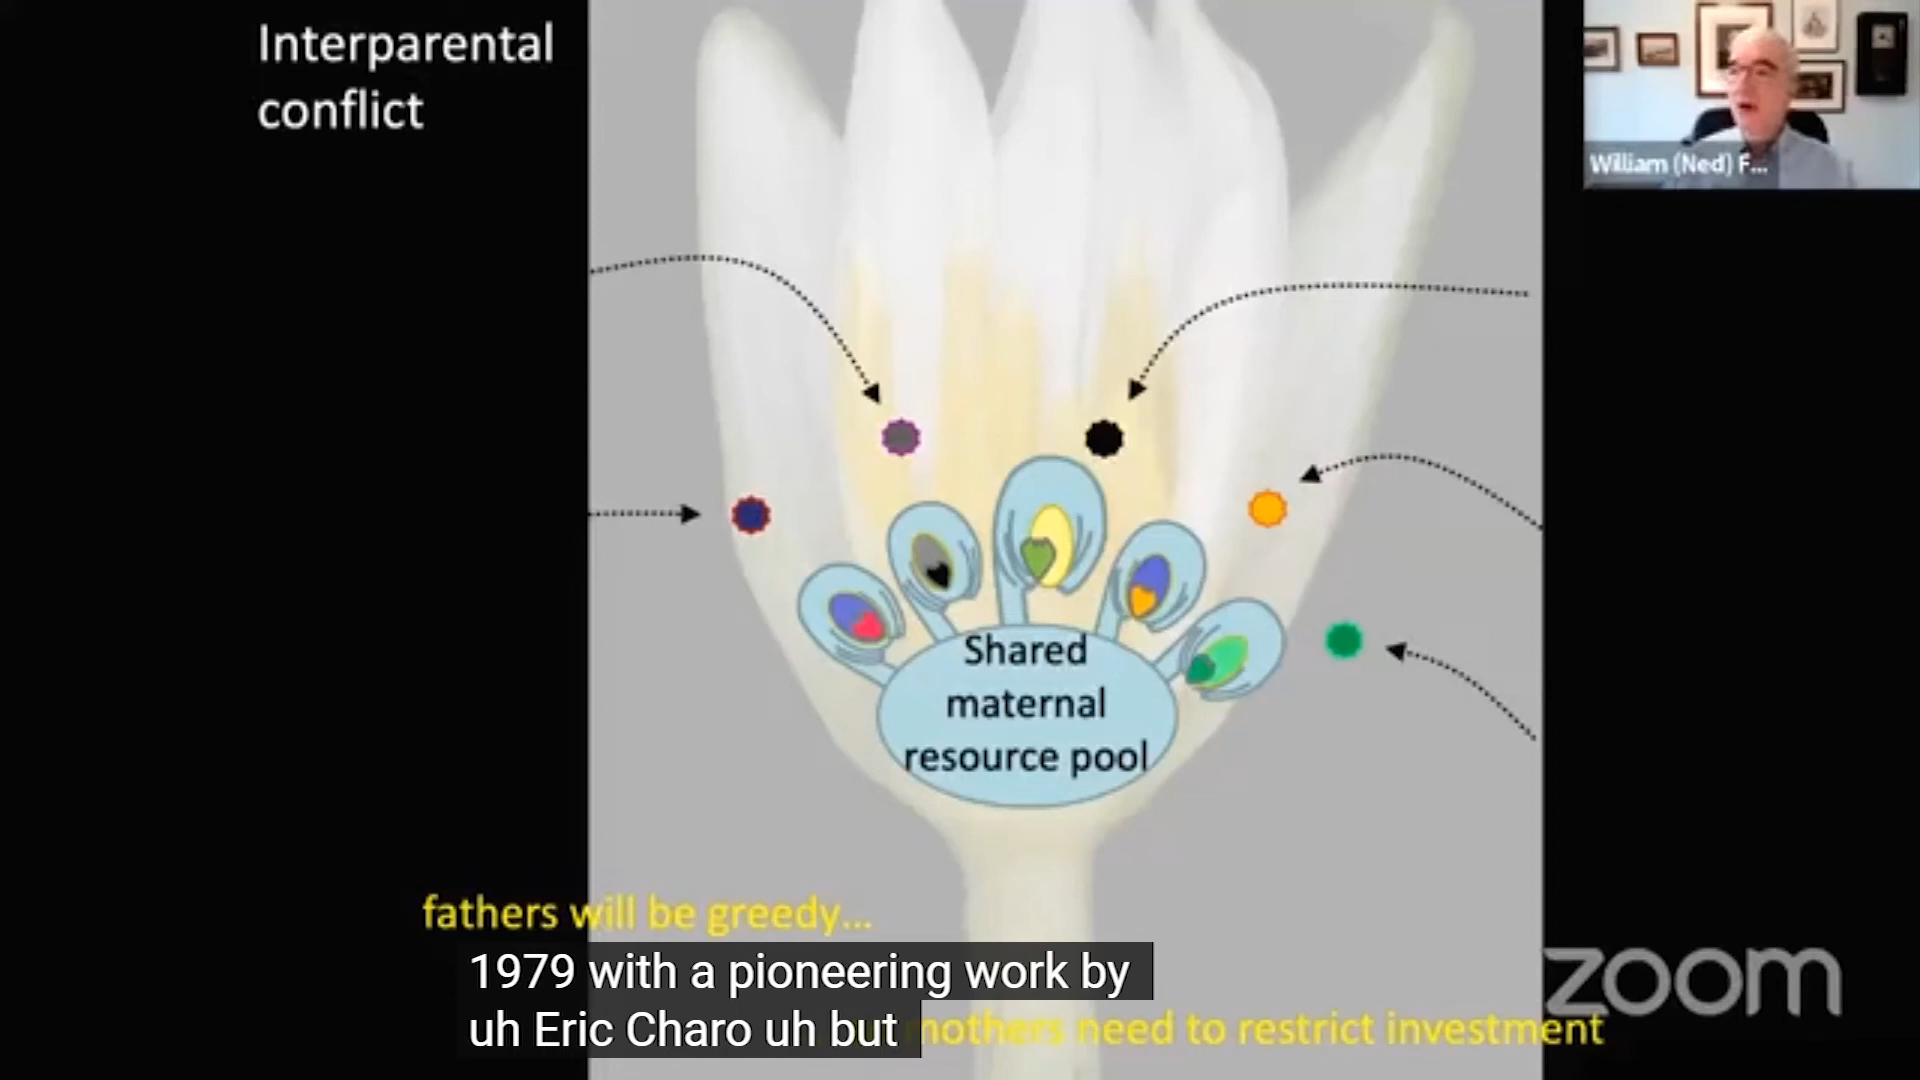 Interparental
conflict
William (Ned) F...
Shared
maternal
resource pool
fathers will be greedy...
1979 with a pioneering work by
uh Eric Charo uh but
mothers need to restrict investment
zoom